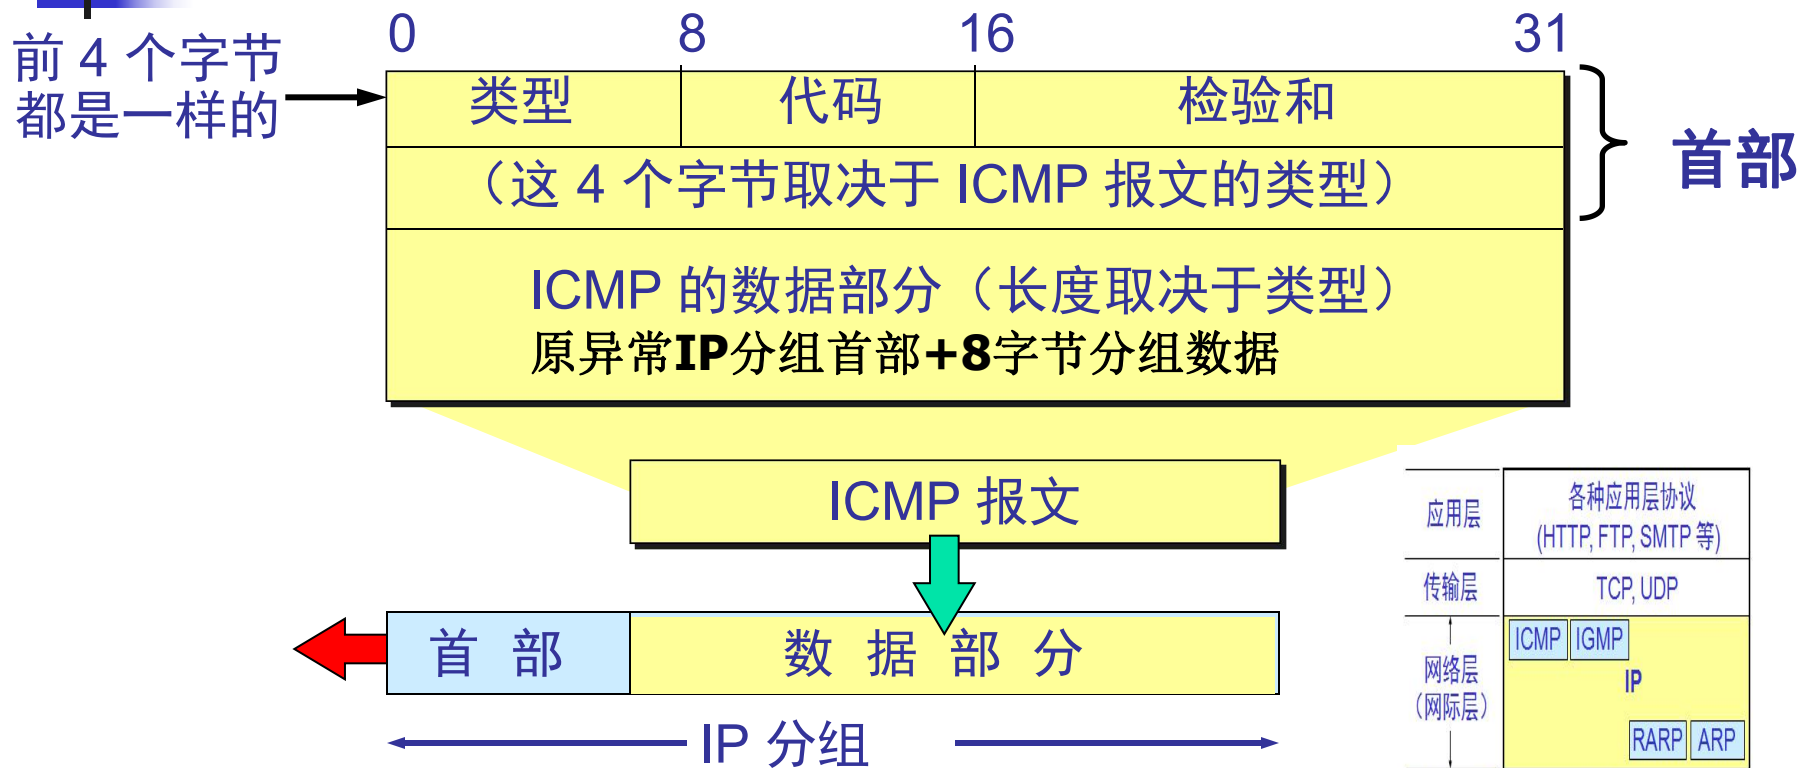 0 8 16 31
前 4 个字节
都是一样的
类型 代码 检验和
首部
（这 4 个字节取决于 ICMP 报文的类型）
ICMP 的数据部分（长度取决于类型）
原异常IP分组首部+8字节分组数据
ICMP 报文
首 部 数 据 部 分
IP 分组
应用层 各种应用层协议
(HTTP, FTP, SMTP 等)
传输层 TCP, UDP
ICMP IGMP
网络层 IP
（网际层）
RARP ARP